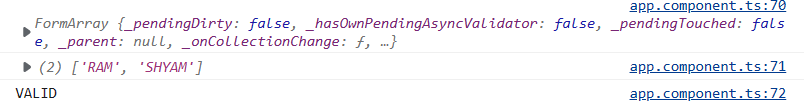 app.component.ts:70
FormArray {_pendingDirty: false, _hasOwnPendingAsyncValidator: false, _pendingTouched: fals
e, _parent: null, _onCollectionChange: ƒ, …}
(2) ['RAM', 'SHYAM'] app.component.ts:71
VALID app.component.ts:72